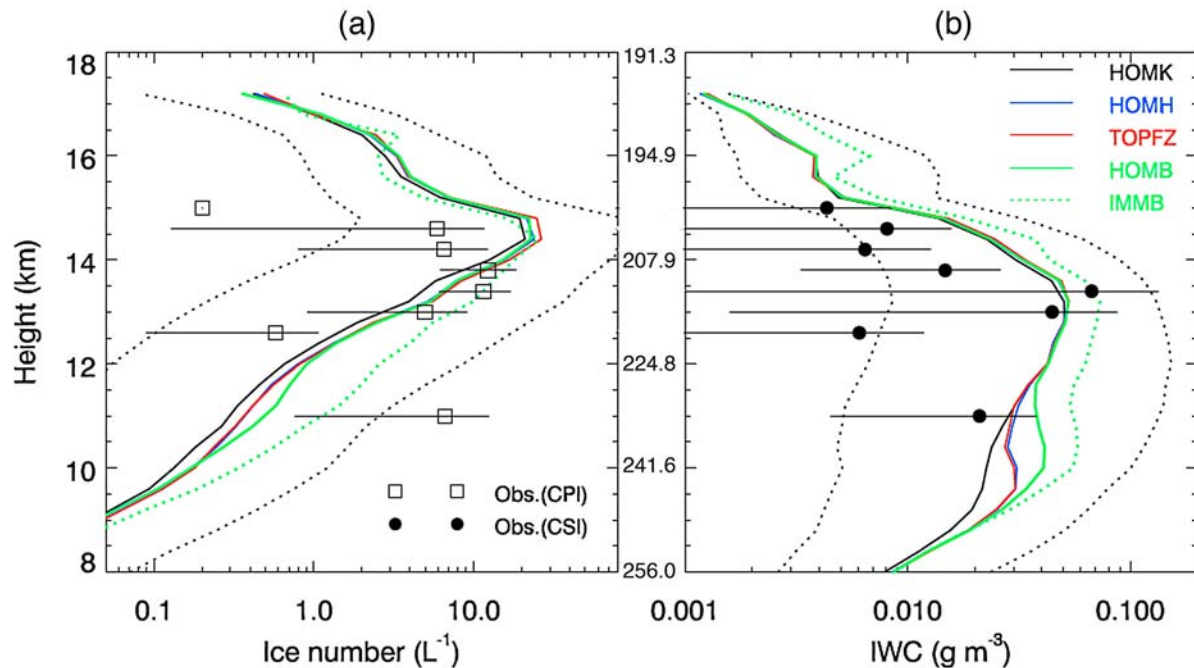 (a)
(b)
18
16
14
12
10
8
Height (km)
0.1
1.0
10.0
Ice number (L⁻¹)
Obs.(CPI)
Obs.(CSI)
191.3
194.9
207.9
224.8
241.6
256.0
HOMK
HOMH
TOPFZ
HOMB
IMMB
0.001
0.010
0.100
IWC (g m⁻³)